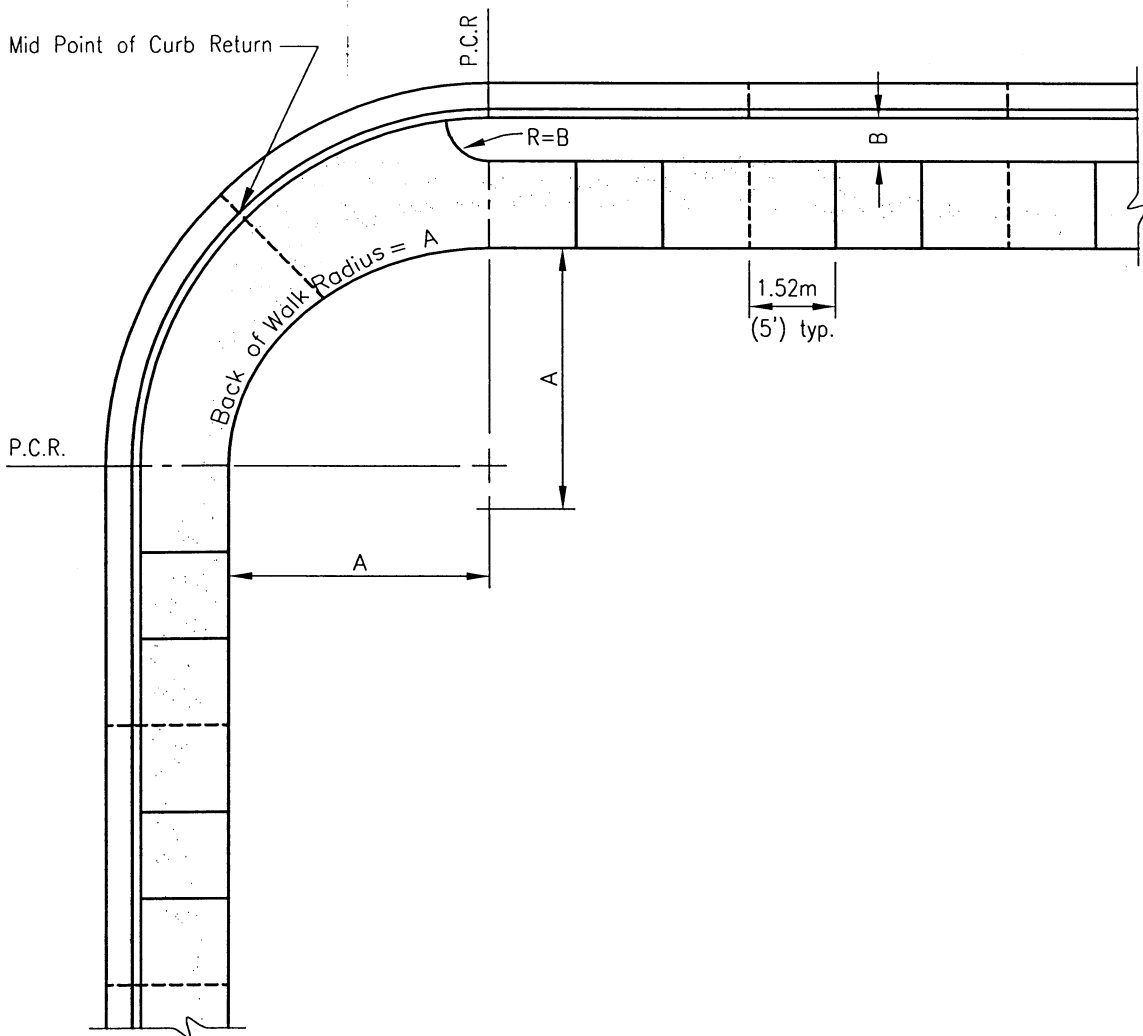 Mid Point of Curb Return
P.C.R
R=B
B
Back of Walk Radius = A
1.52m
(5') typ.
A
P.C.R.
A